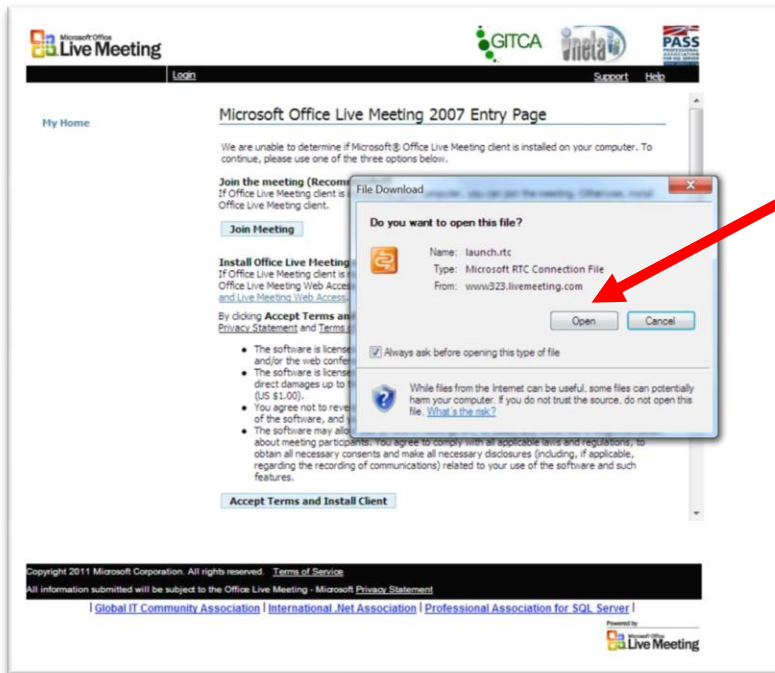 Microsoft Office
Live Meeting
GITCA
ineta
PASS
PROFESSIONAL
ASSOCIATION
Login
Support Help
My Home
Microsoft Office Live Meeting 2007 Entry Page
We are unable to determine if Microsoft® Office Live Meeting client is installed on your computer. To
continue, please use one of the three options below.
Join the meeting
If Office Live Meeting client is
Office Live Meeting client.
Join Meeting
Install Office Live Meeting
If Office Live Meeting client is
Office Live Meeting Web Acces
and Live Meeting Web Access.
By clicking Accept Terms an
Privacy Statement and Terms
• The software is license
and/or the web confe
• The software is license
direct damages up to
(US $1.00).
• You agree not to reve
of the software, and
• The software may allo
about meeting participants. You agree to comply with all applicable laws and regulations, to
obtain all necessary consents and make all necessary disclosures (including, if applicable,
regarding the recording of communications) related to your use of the software and such
features.
Accept Terms and Install Client
File Download
X
Do you want to open this file?
Name: launch.rtc
Type: Microsoft RTC Connection File
From: www323.livemeeting.com
Open Cancel
Always ask before opening this type of file
While files from the Internet can be useful, some files can potentially
harm your computer. If you do not trust the source, do not open this
file. What's the risk?
Copyright 2011 Microsoft Corporation. All rights reserved. Terms of Service
All information submitted will be subject to the Office Live Meeting - Microsoft Privacy Statement
| Global IT Community Association | International .Net Association | Professional Association for SQL Server |
Powered by
Microsoft Office
Live Meeting